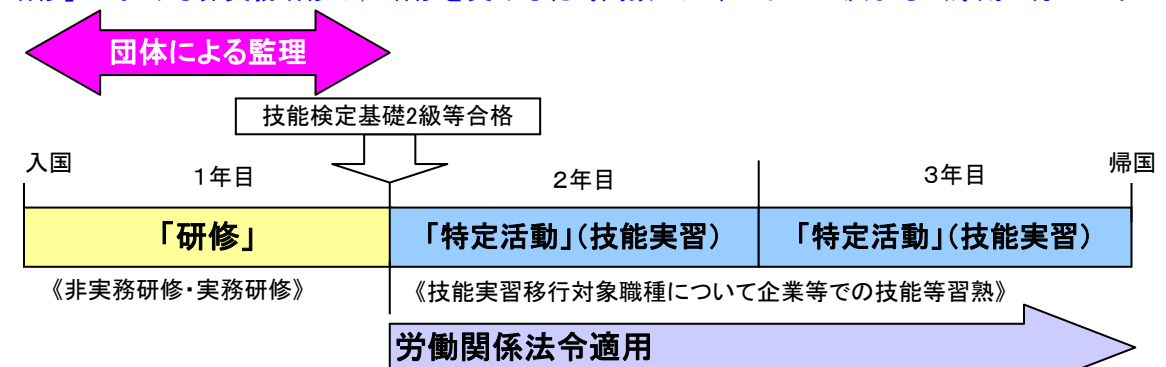 団体による監理
技能検定基礎2級等合格
入国
1年目
2年目
3年目
帰国
「研修」
「特定活動」(技能実習)
「特定活動」(技能実習)
《非実務研修・実務研修》
《技能実習移行対象職種について企業等での技能等習熟》
労働関係法令適用